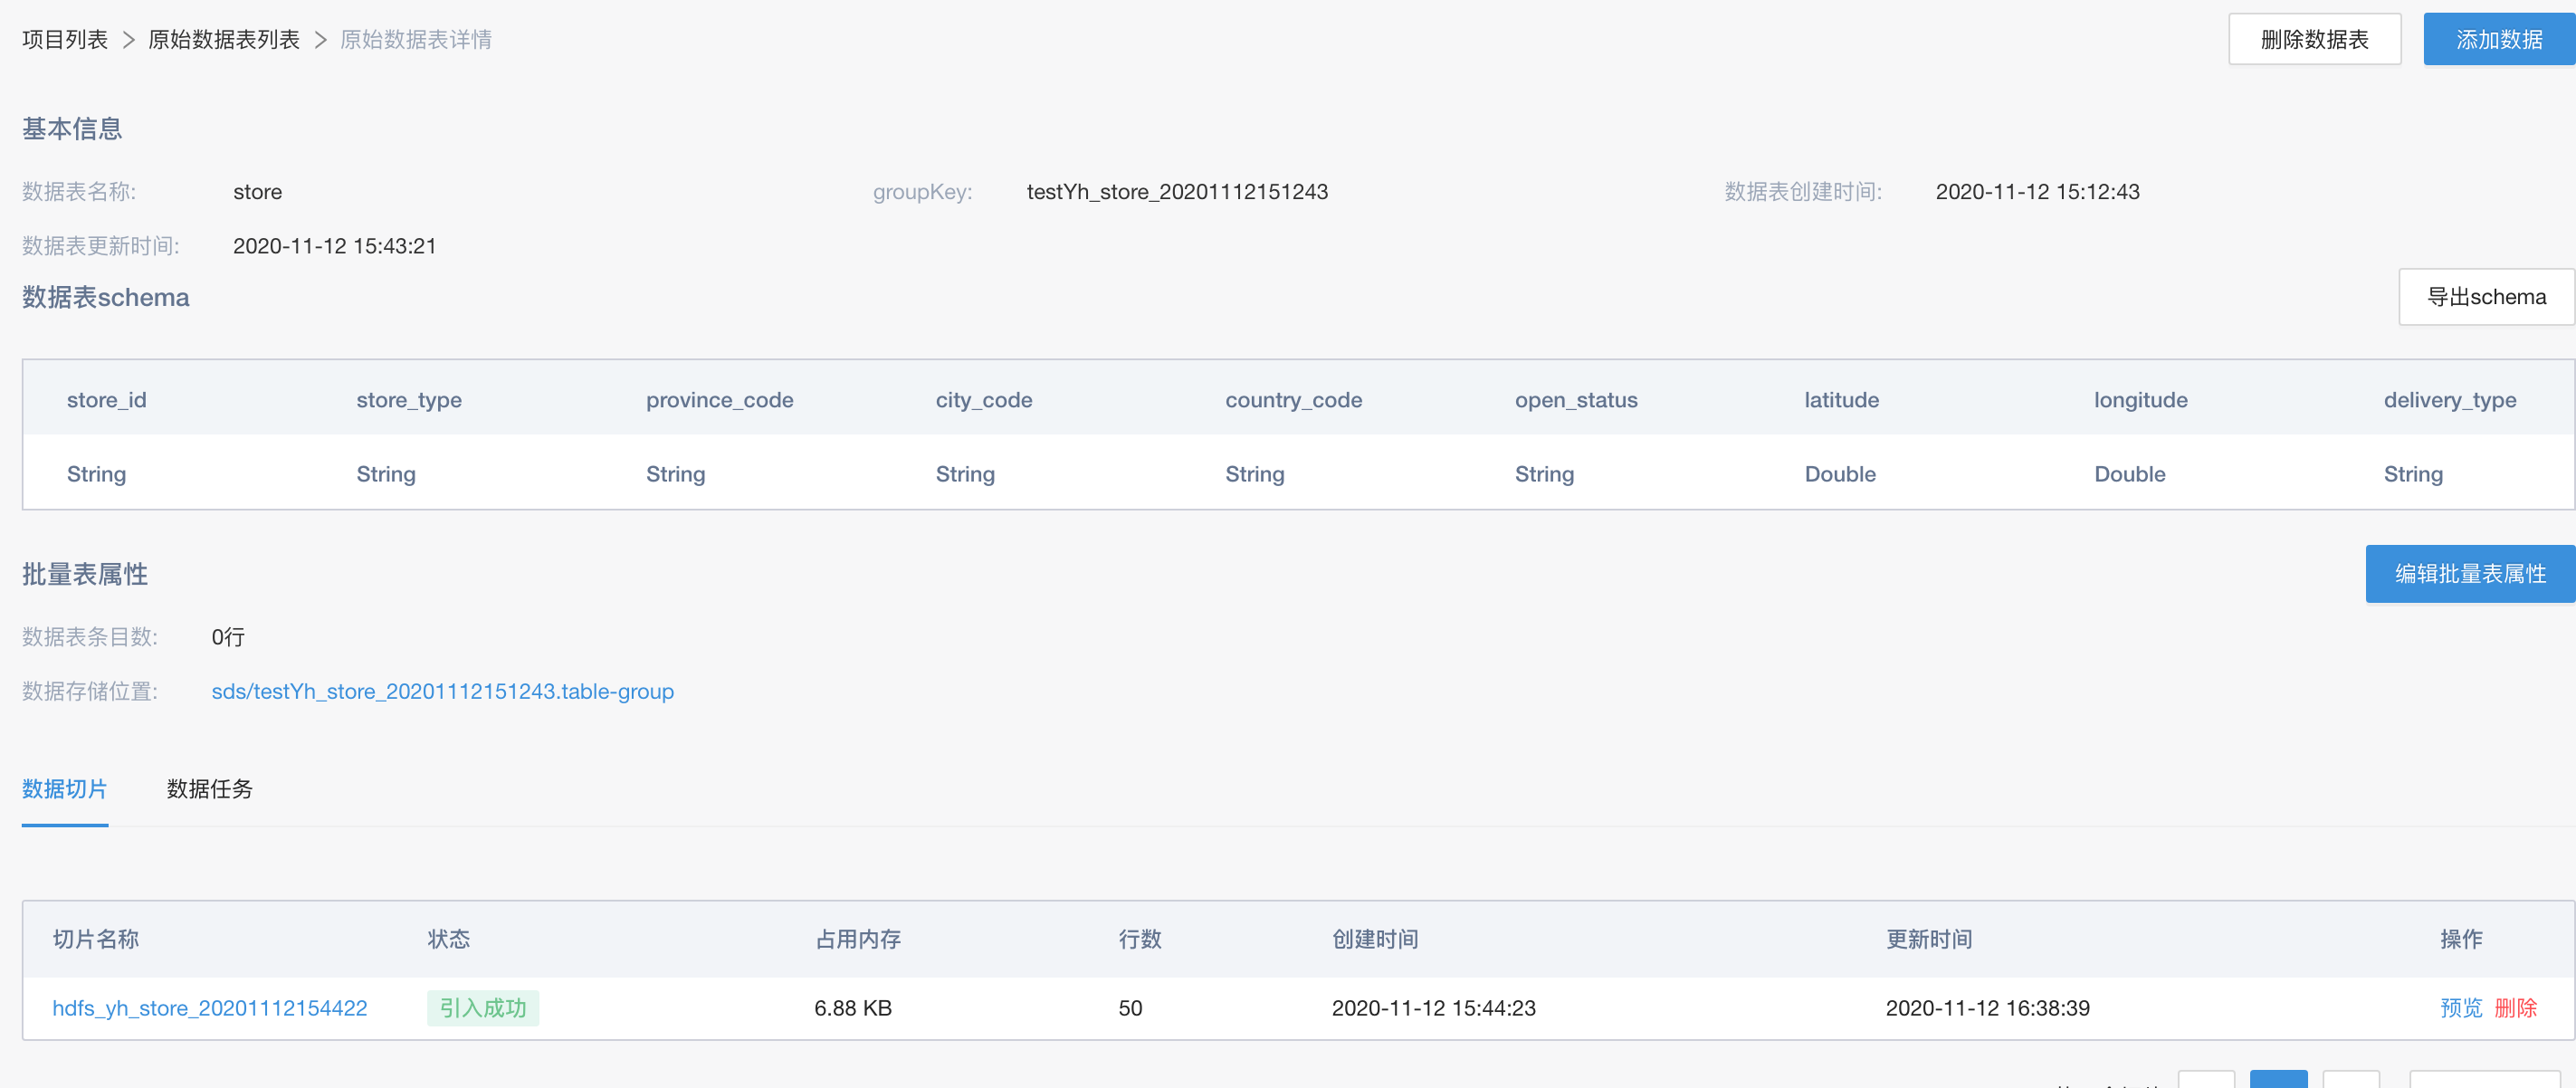 项目列表 > 原始数据表列表 > 原始数据表详情 删除数据表 添加数据
基本信息
数据表名称: store groupKey: testYh_store_20201112151243 数据表创建时间: 2020-11-12 15:12:43
数据表更新时间: 2020-11-12 15:43:21
数据表schema 导出schema
store_id store_type province_code city_code country_code open_status latitude longitude delivery_type
String String String String String String Double Double String
批量表属性 编辑批量表属性
数据表条目数: 0行
数据存储位置: sds/testYh_store_20201112151243.table-group
数据切片 数据任务
切片名称 状态 占用内存 行数 创建时间 更新时间 操作
hdfs_yh_store_20201112154422 引入成功 6.88 KB 50 2020-11-12 15:44:23 2020-11-12 16:38:39 预览 删除